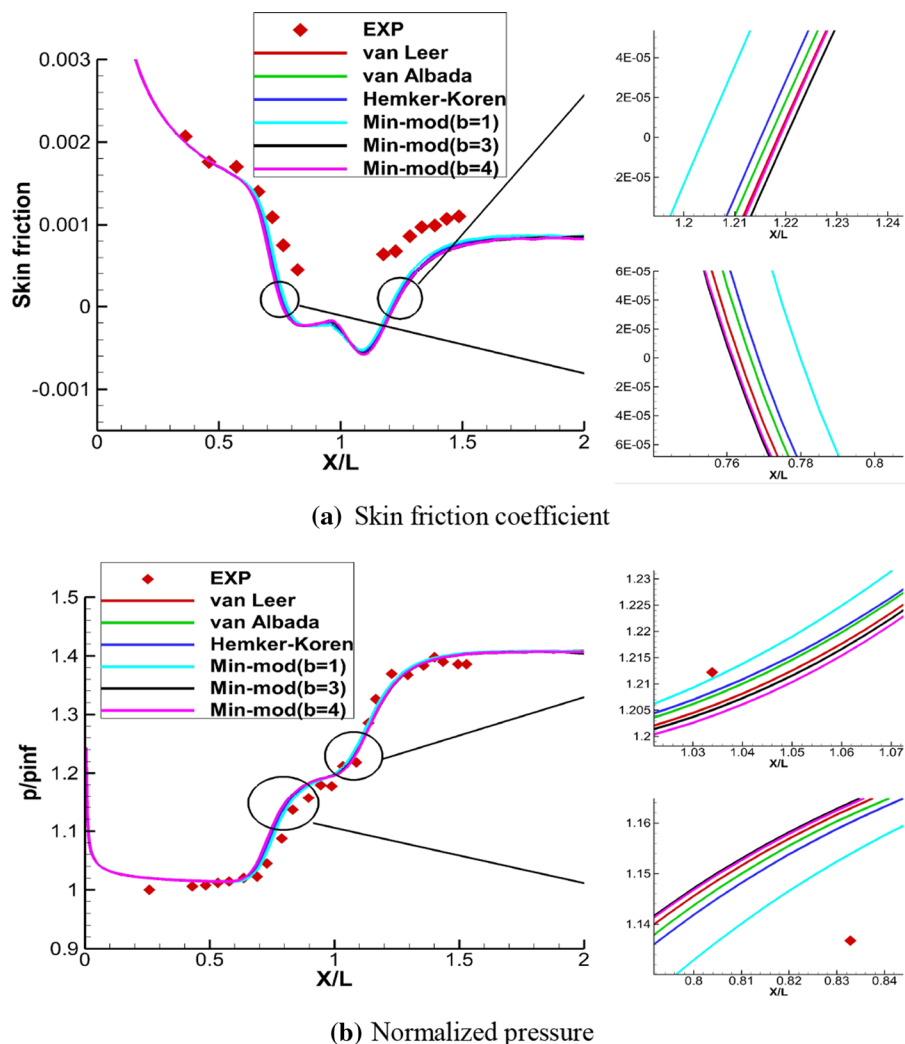 EXP
van Leer
van Albada
Hemker-Koren
Min-mod(b=1)
Min-mod(b=3)
Min-mod(b=4)
0.003
0.002
0.001
0
-0.001
Skin friction
0
0.5
1
1.5
2
X/L
4E-05
2E-05
0
2E-05
1.2
1.21
1.22
1.23
1.24
X/L
6E-05
4E-05
2E-05
0
2E-05
4E-05
6E-05
0.76
0.78
0.8
X/L
(a) Skin friction coefficient
EXP
van Leer
van Albada
Hemker-Koren
Min-mod(b=1)
Min-mod(b=3)
Min-mod(b=4)
1.5
1.4
1.3
1.2
1.1
1
0.9
p/pinf
0
0.5
1
1.5
2
X/L
1.23
1.225
1.22
1.215
1.21
1.205
1.2
1.03
1.04
1.05
1.06
1.07
X/L
1.16
1.15
1.14
0.8
0.81
0.82
0.83
0.84
X/L
(b) Normalized pressure